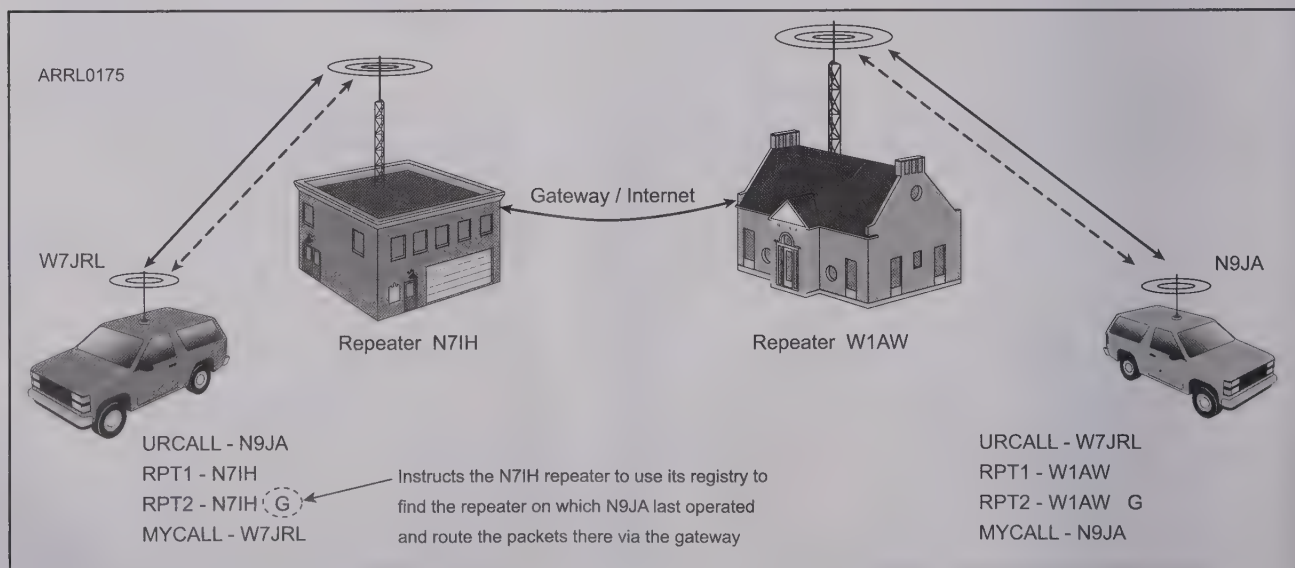 ARRL0175
Gateway / Internet
W7JRL
N9JA
Repeater N7IH
Repeater W1AW
URCALL - N9JA
RPT1 - N7IH
RPT2 - N7IH G
MYCALL - W7JRL
Instructs the N7IH repeater to use its registry to
find the repeater on which N9JA last operated
and route the packets there via the gateway
URCALL - W7JRL
RPT1 - W1AW
RPT2 - W1AW G
MYCALL - N9JA